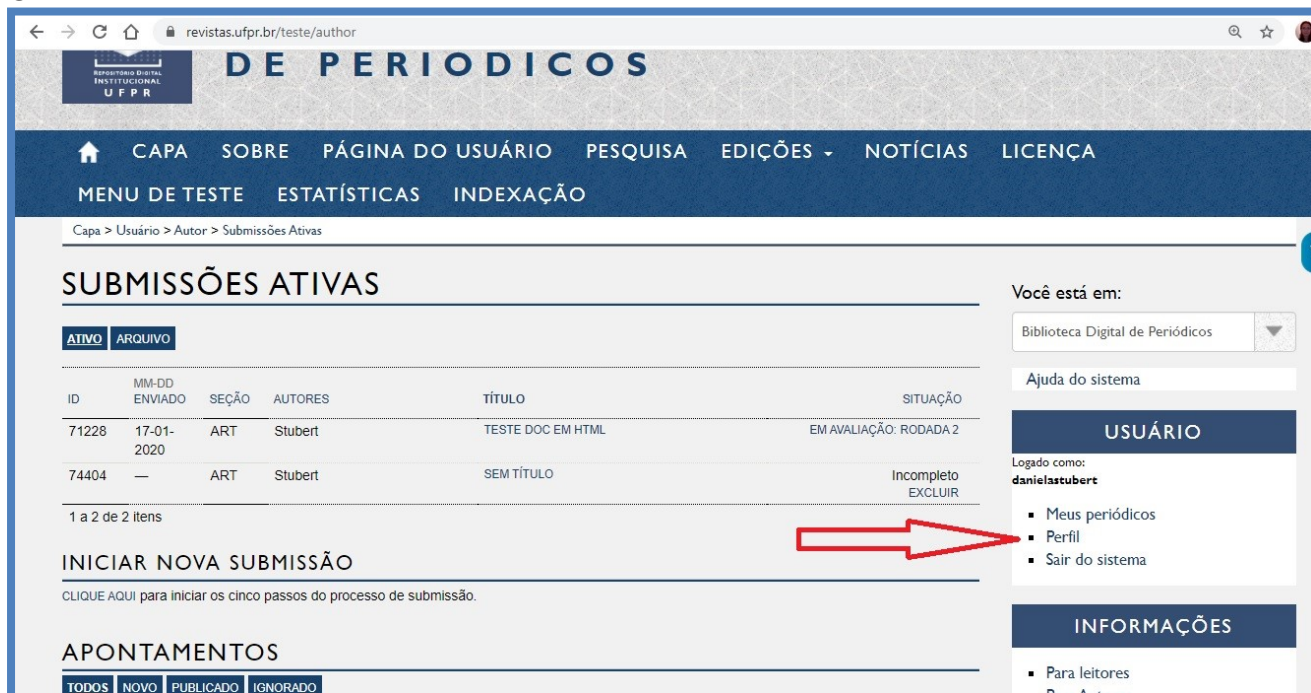 revistas.ufpr.br/teste/author
REPOSITÓRIO DIGITAL
INSTITUCIONAL
UFPR
DE PERIODICOS
CAPA SOBRE PÁGINA DO USUÁRIO PESQUISA EDIÇÕES NOTÍCIAS LICENÇA
MENU DE TESTE ESTATÍSTICAS INDEXAÇÃO
Capa > Usuário > Autor > Submissões Ativas
SUBMISSÕES ATIVAS
ATIVO ARQUIVO
MM-DD
ID ENVIADO SEÇÃO AUTORES TÍTULO SITUAÇÃO
71228 17-01- ART Stubert TESTE DOC EM HTML EM AVALIAÇÃO: RODADA 2
2020
74404 — ART Stubert SEM TÍTULO Incompleto
EXCLUIR
1 a 2 de 2 itens
INICIAR NOVA SUBMISSÃO
CLIQUE AQUI para iniciar os cinco passos do processo de submissão.
APONTAMENTOS
TODOS NOVO PUBLICADO IGNORADO
Você está em:
Biblioteca Digital de Periódicos
Ajuda do sistema
USUÁRIO
Logado como:
danielastubert
Meus periódicos
Perfil
Sair do sistema
INFORMAÇÕES
Para leitores